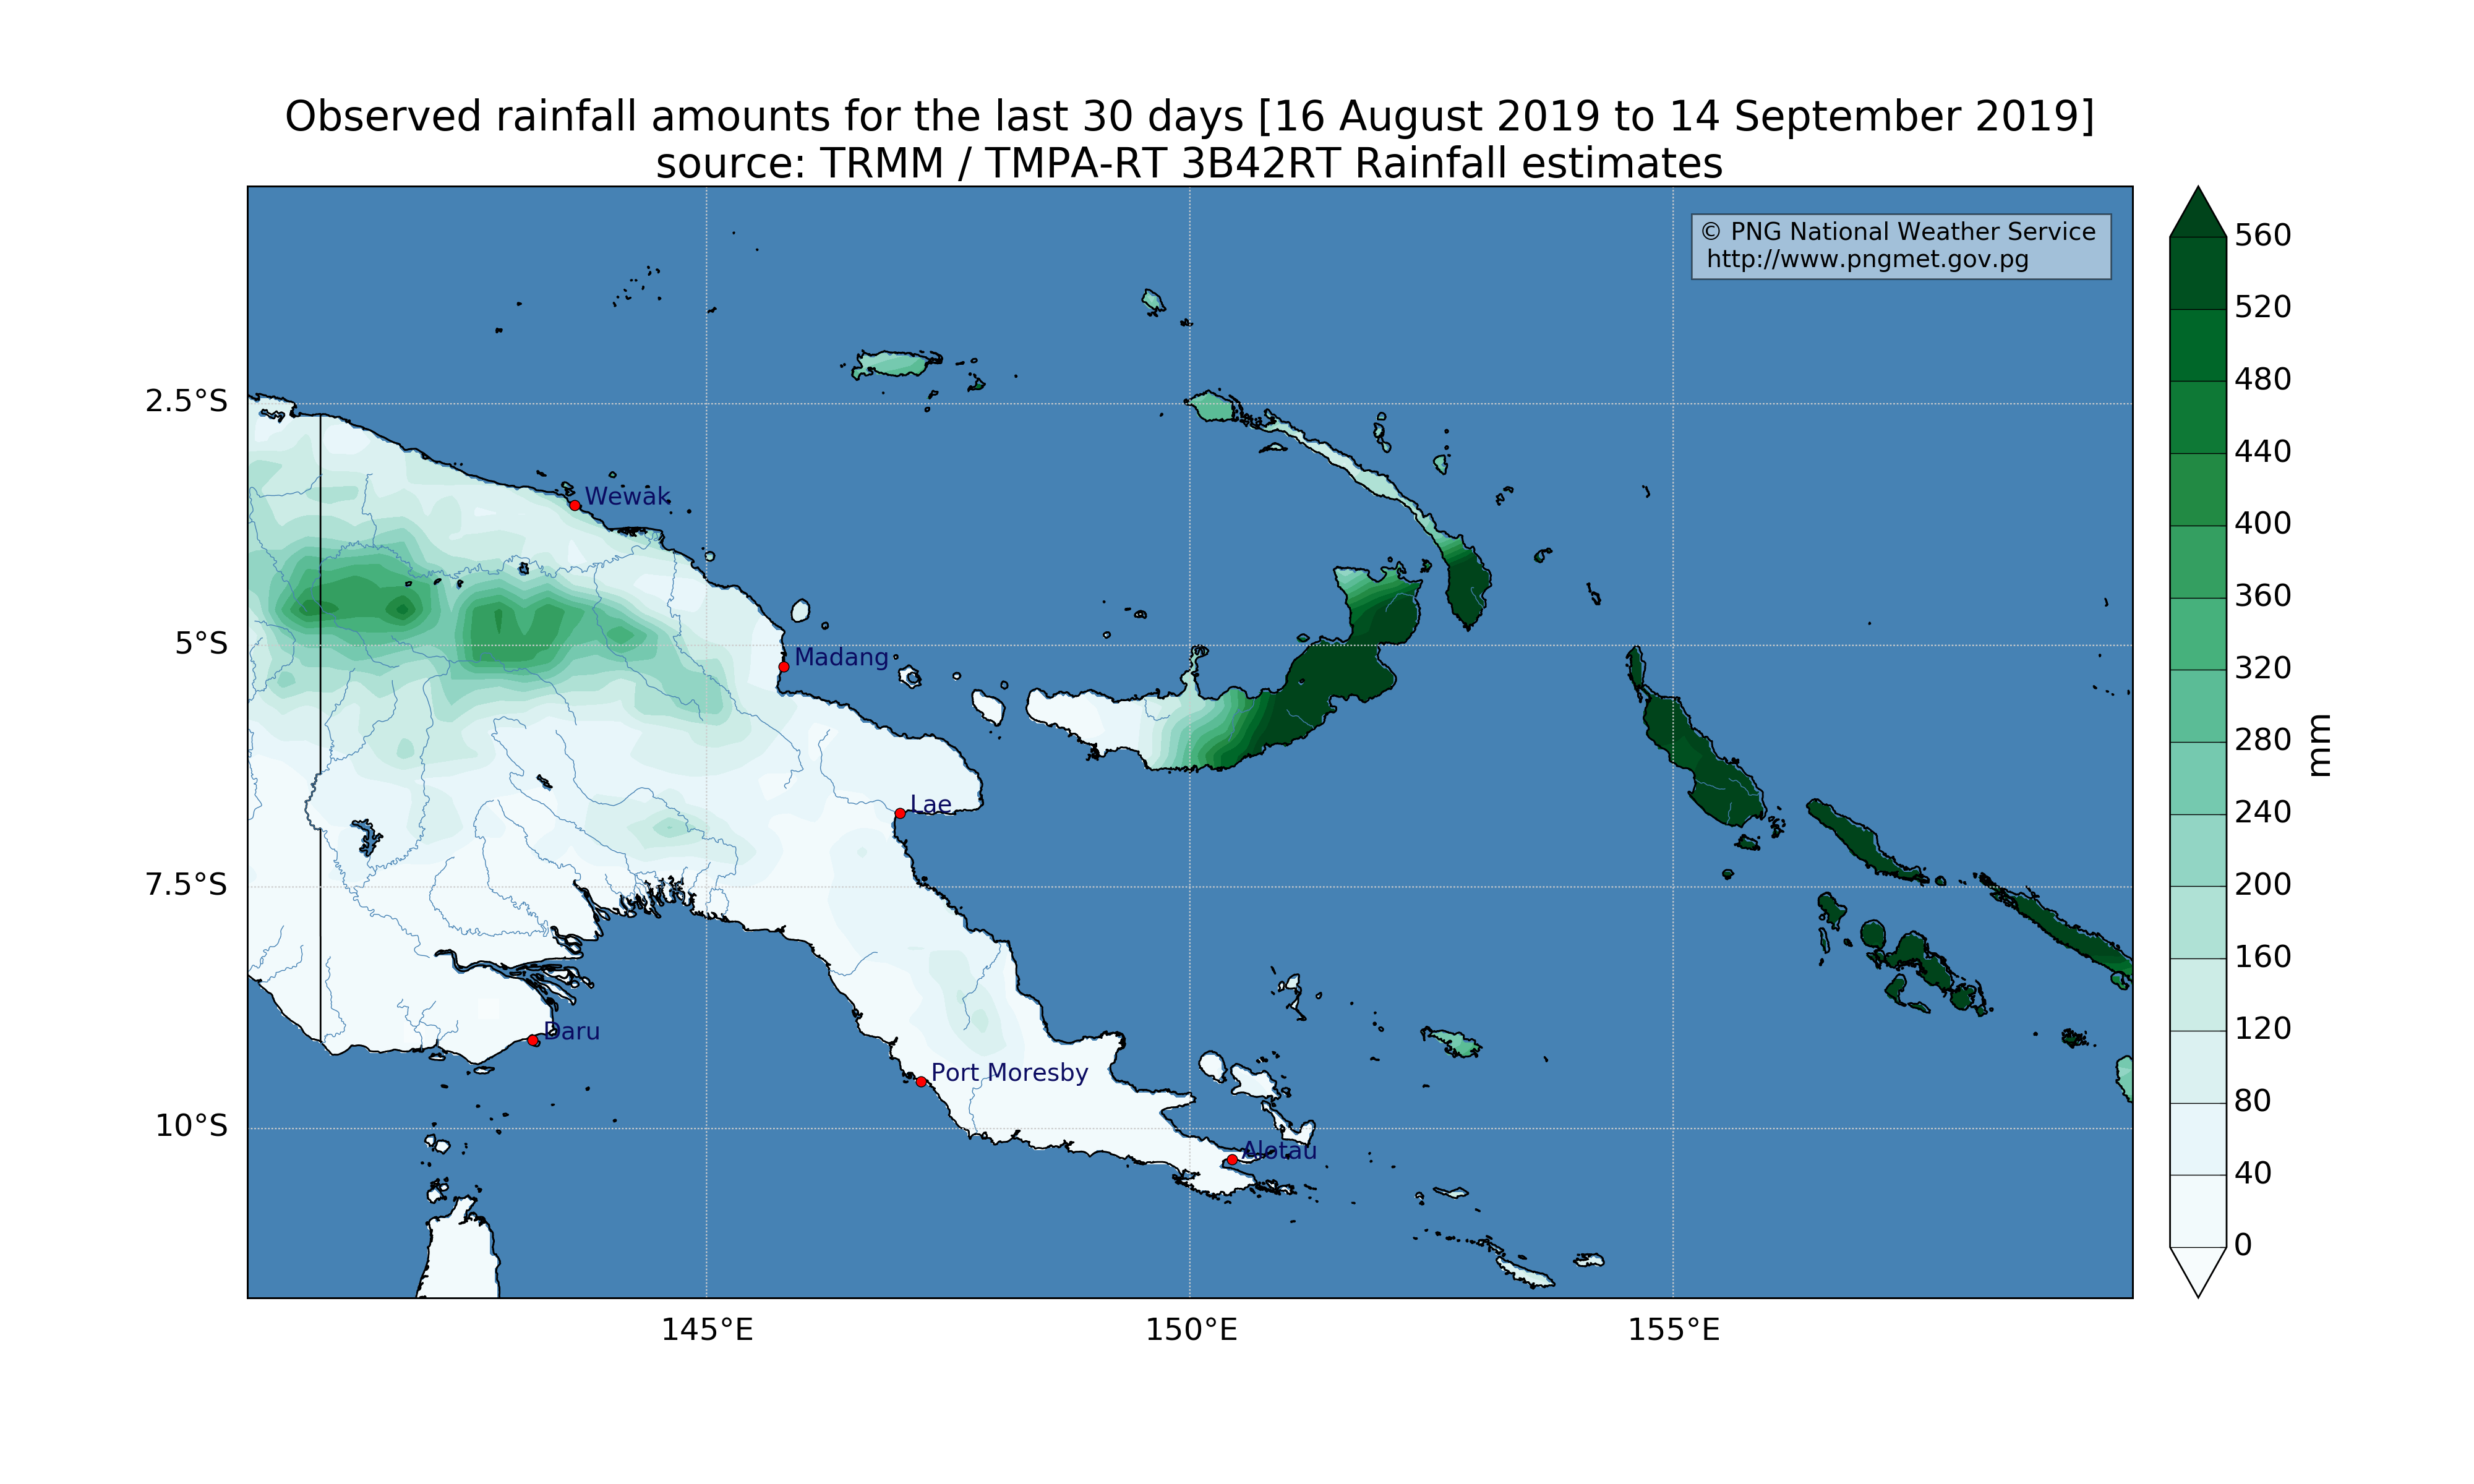 Observed rainfall amounts for the last 30 days [16 August 2019 to 14 September 2019]
source: TRMM / TMPA-RT 3B42RT Rainfall estimates
© PNG National Weather Service
http://www.pngmet.gov.pg
560
520
480
440
400
360
320
280
240
200
160
120
80
40
0
mm
2.5°S
5°S
7.5°S
10°S
Wewak
Madang
Lae
Daru
Port Moresby
Alotau
145°E
150°E
155°E